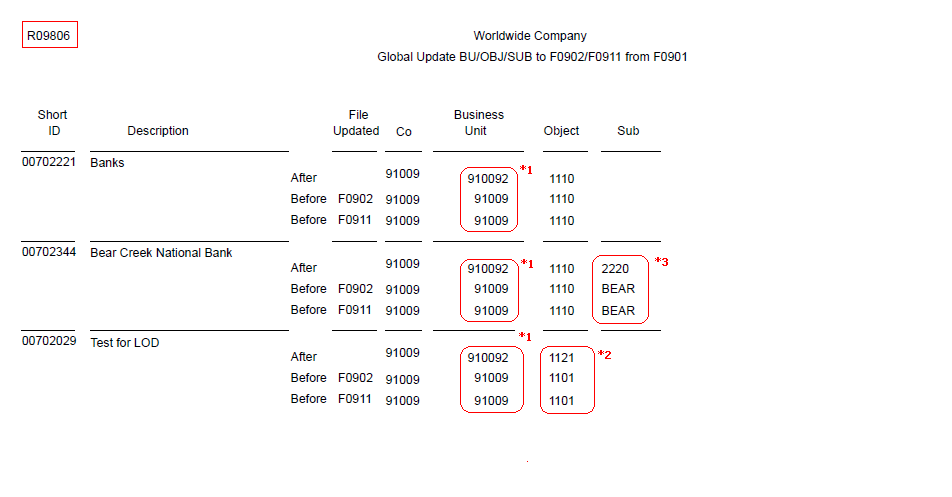 R09806
Worldwide Company
Global Update BU/OBJ/SUB to F0902/F0911 from F0901
Short File Business
ID Description Updated Co Unit Object Sub
00702221 Banks
After 91009 910092 *1 1110
Before F0902 91009 91009 1110
Before F0911 91009 91009 1110
00702344 Bear Creek National Bank
After 91009 910092 *1 1110 2220 *3
Before F0902 91009 91009 1110 BEAR
Before F0911 91009 91009 1110 BEAR
00702029 Test for LOD *1
After 91009 910092 1121 *2
Before F0902 91009 91009 1101
Before F0911 91009 91009 1101